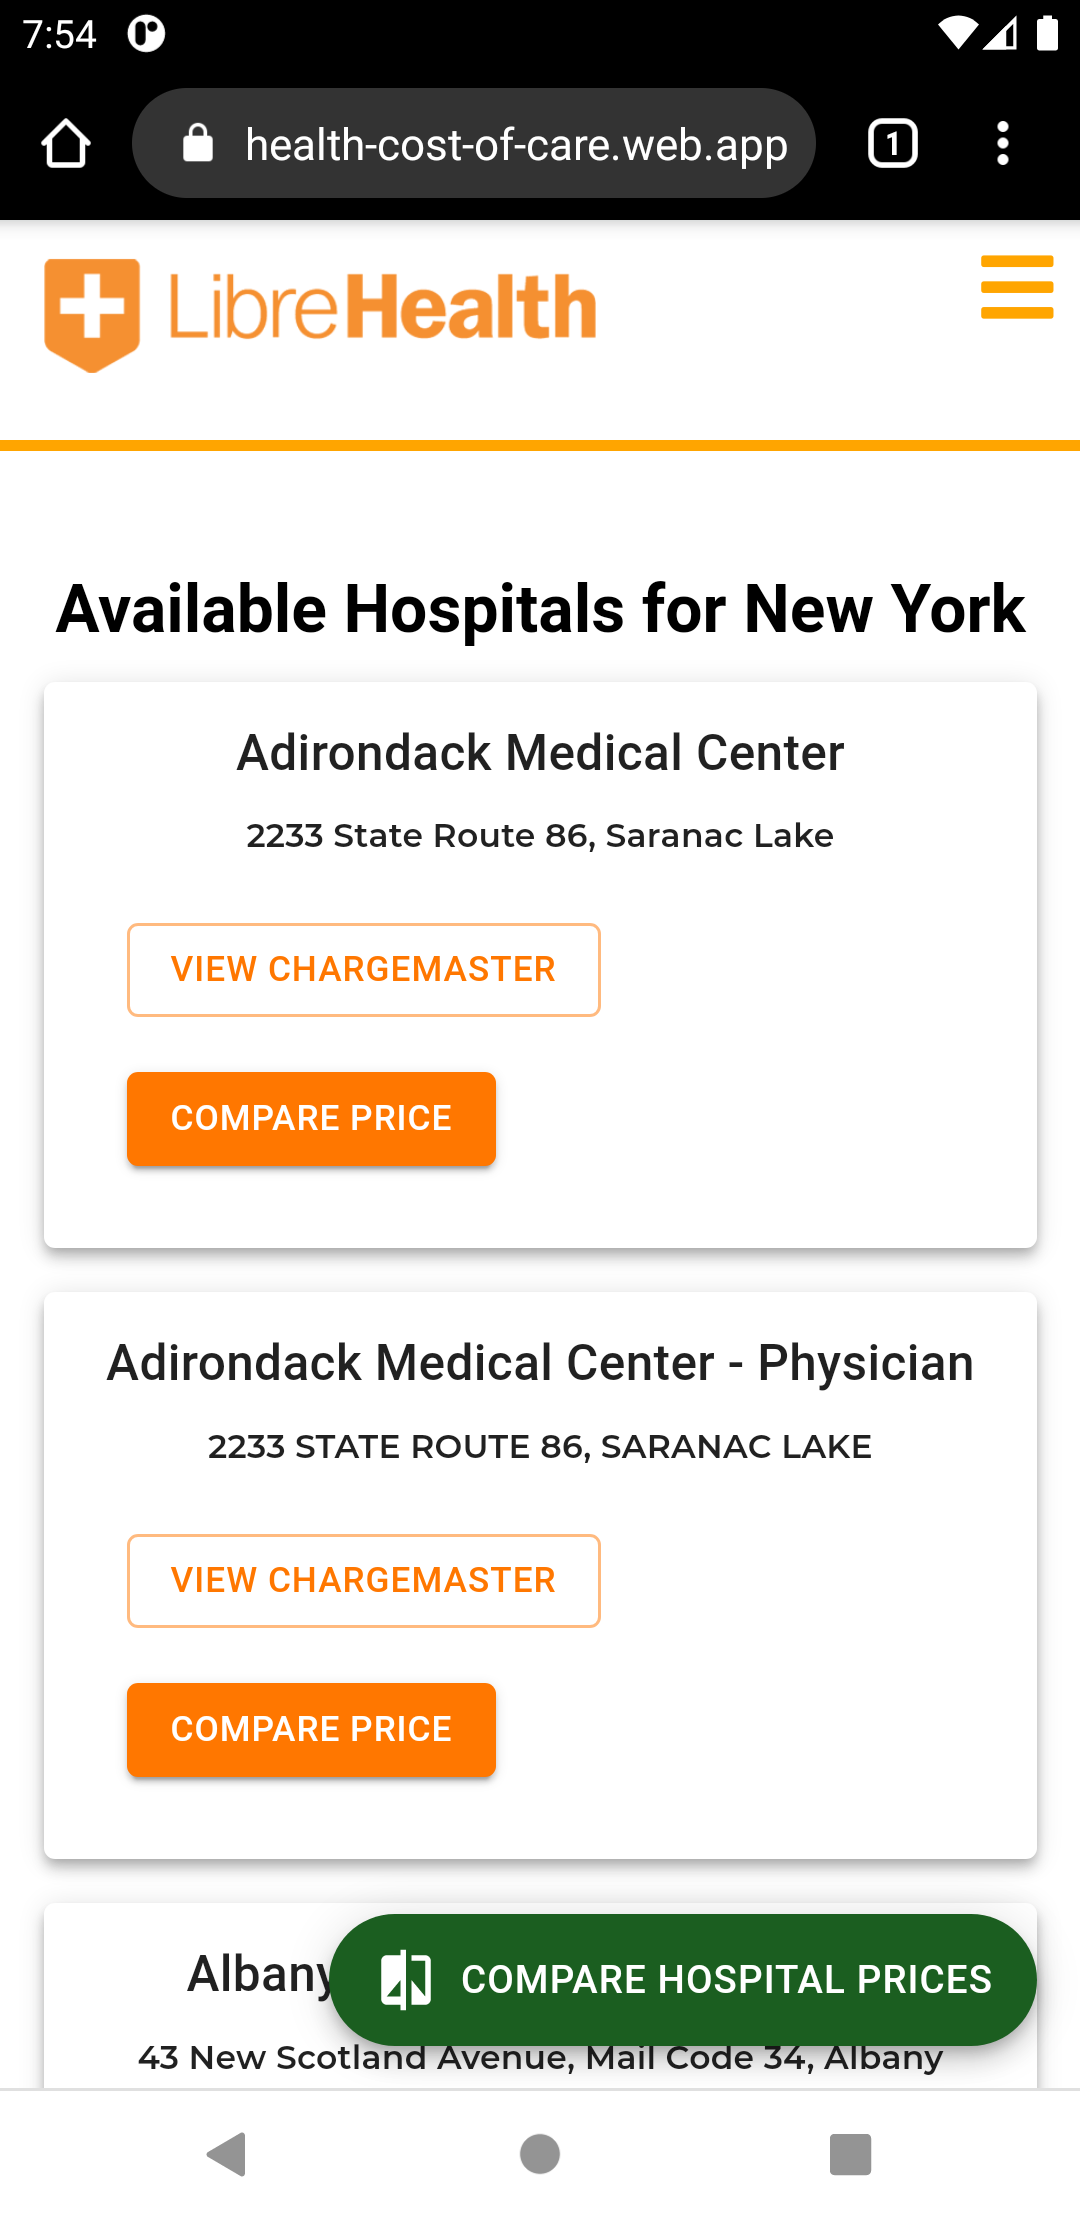 7:54
health-cost-of-care.web.app
1
LibreHealth
Available Hospitals for New York
Adirondack Medical Center
2233 State Route 86, Saranac Lake
VIEW CHARGEMASTER
COMPARE PRICE
Adirondack Medical Center - Physician
2233 STATE ROUTE 86, SARANAC LAKE
VIEW CHARGEMASTER
COMPARE PRICE
Albany
COMPARE HOSPITAL PRICES
43 New Scotland Avenue, Mail Code 34, Albany